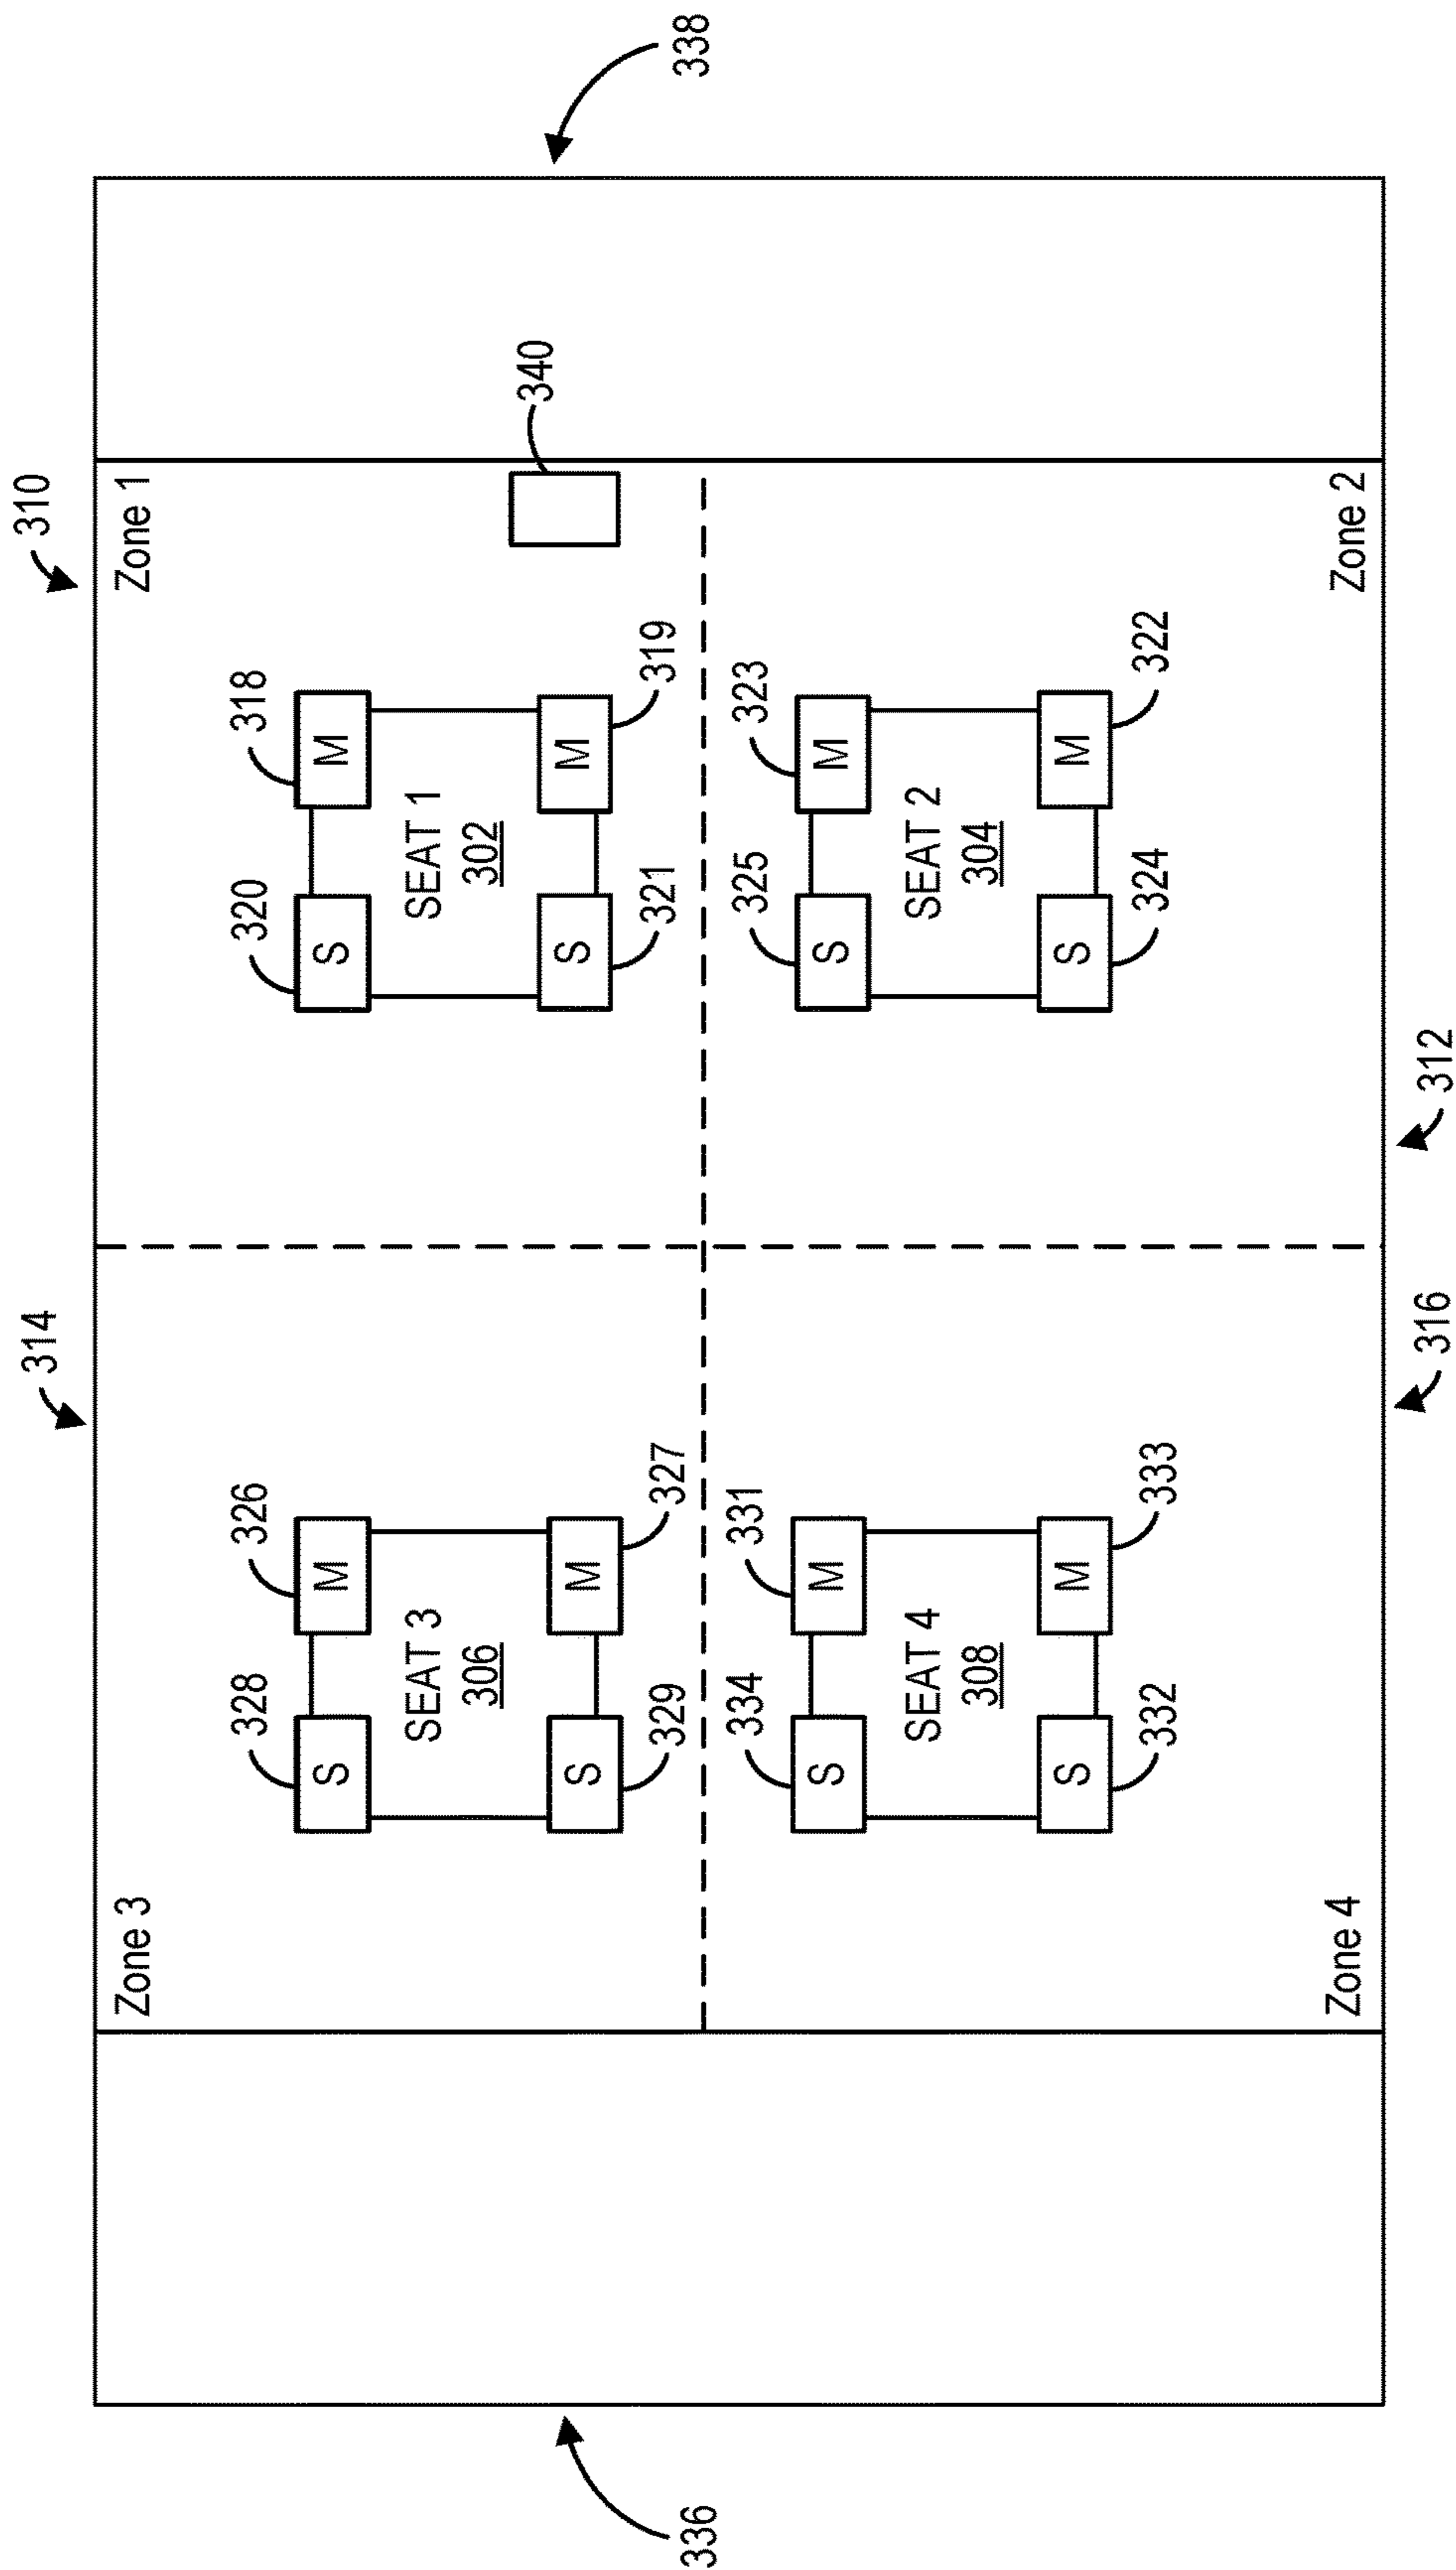 314
310
Zone 3
Zone 1
328
326
320
318
S
M
S
M
SEAT 3
SEAT 1
306
302
340
S
M
S
M
329
327
321
319
336
338
334
331
325
323
S
M
S
M
SEAT 4
SEAT 2
308
304
S
M
S
M
332
333
324
322
Zone 4
Zone 2
316
312